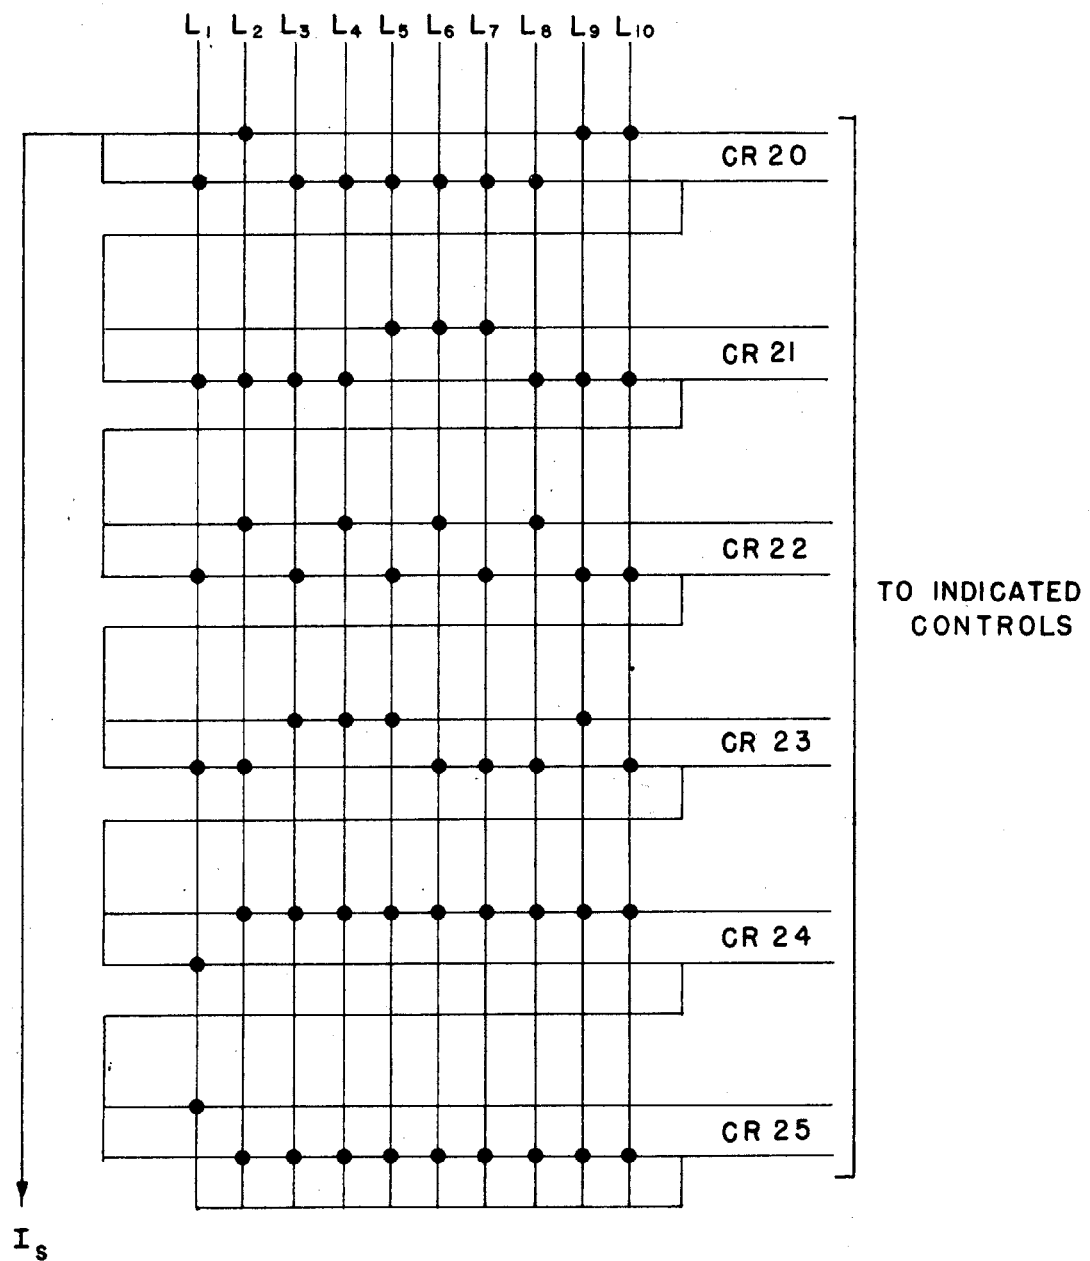 L₁ L₂ L₃ L₄ L₅ L₆ L₇ L₈ L₉ L₁₀
CR 20
CR 21
CR 22
TO INDICATED
CONTROLS
CR 23
CR 24
CR 25
Iₛ